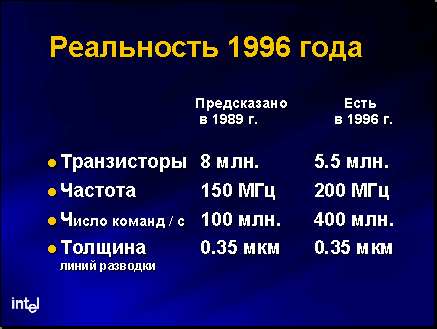 Реальность 1996 года
Предсказано Есть
в 1989 г. в 1996 г.
Транзисторы 8 млн. 5.5 млн.
Частота 150 МГц 200 МГц
Число команд / с 100 млн. 400 млн.
Толщина 0.35 мкм 0.35 мкм
линий разводки
intel